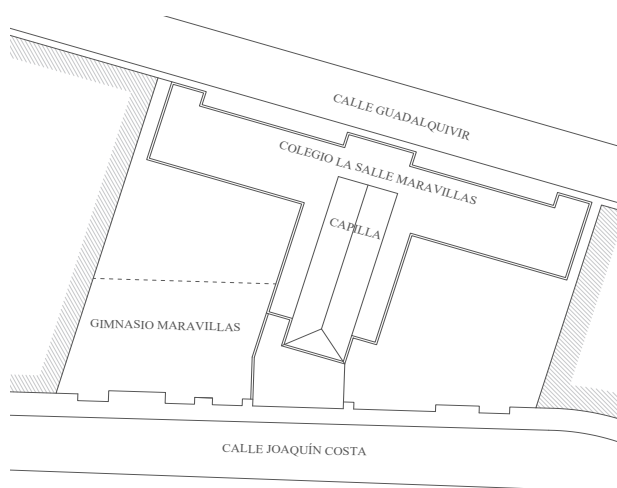 CALLE GUADALQUIVIR
COLEGIO LA SALLE MARAVILLAS
CAPILLA
GIMNASIO MARAVILLAS
CALLE JOAQUÍN COSTA